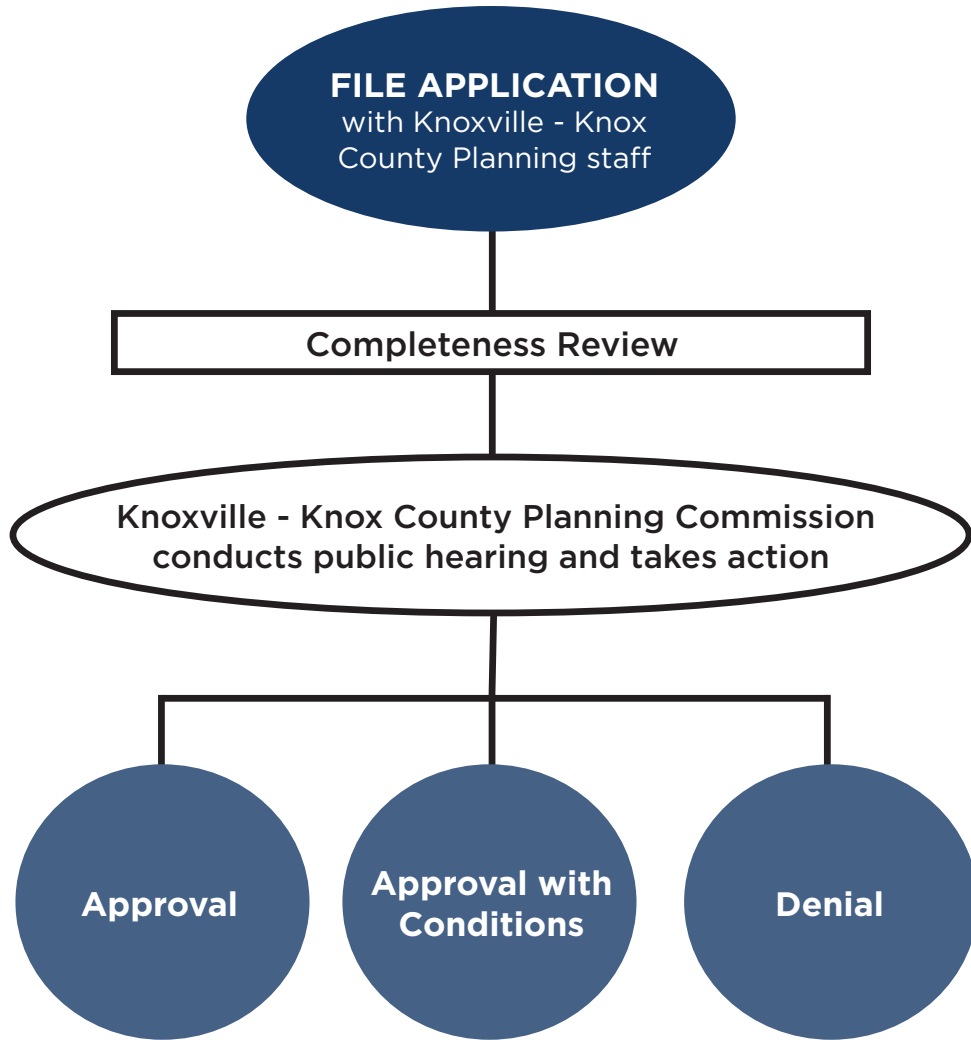 FILE APPLICATION
with Knoxville - Knox
County Planning staff
Completeness Review
Knoxville - Knox County Planning Commission
conducts public hearing and takes action
Approval
Approval with
Conditions
Denial